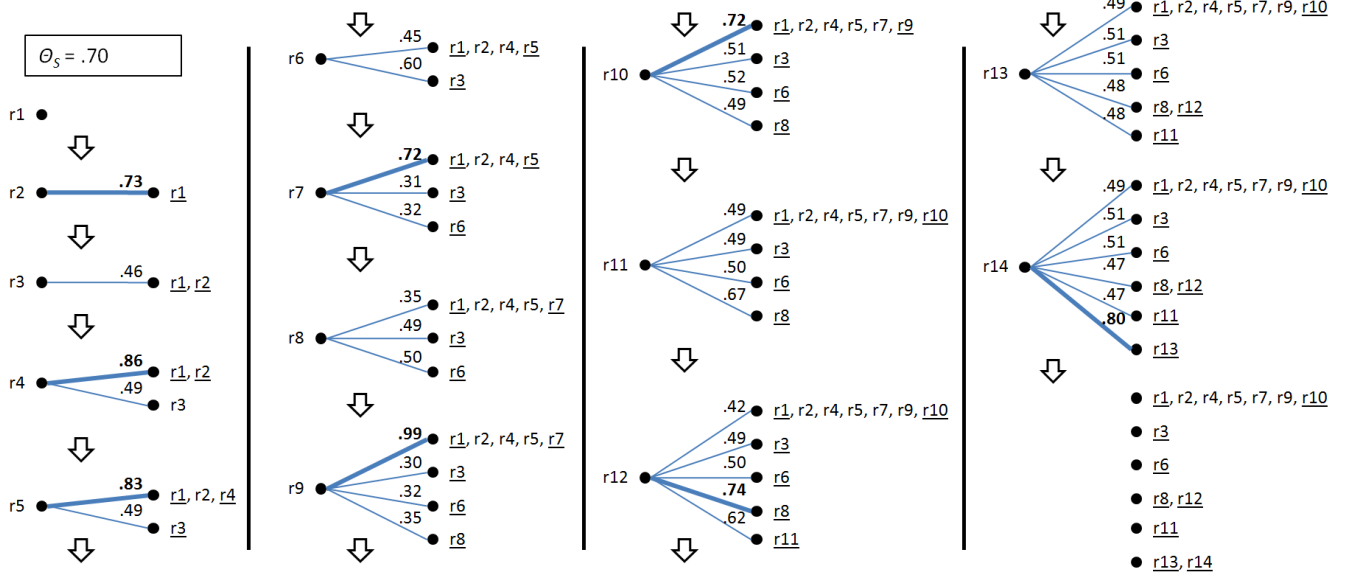 ΘS = .70
r1
r2 .73 r1
r3 .46 r1, r2
r4 .86 r1, r2
.49 r3
r5 .83 r1, r2, r4
.49 r3
r6 .45 r1, r2, r4, r5
.60 r3
r7 .72 r1, r2, r4, r5
.31 r3
.32 r6
r8 .35 r1, r2, r4, r5, r7
.49 r3
.50 r6
r9 .99 r1, r2, r4, r5, r7
.30 r3
.32 r6
.35 r8
r10 .72 r1, r2, r4, r5, r7, r9
.51 r3
.52 r6
.49 r8
r11 .49 r1, r2, r4, r5, r7, r9, r10
.49 r3
.50 r6
.67 r8
r12 .42 r1, r2, r4, r5, r7, r9, r10
.49 r3
.50 r6
.74 r8
.62 r11
r13 .49 r1, r2, r4, r5, r7, r9, r10
.51 r3
.51 r6
.48 r8, r12
.48 r11
r14 .49 r1, r2, r4, r5, r7, r9, r10
.51 r3
.51 r6
.47 r8, r12
.47 r11
.80 r13
r1, r2, r4, r5, r7, r9, r10
r3
r6
r8, r12
r11
r13, r14